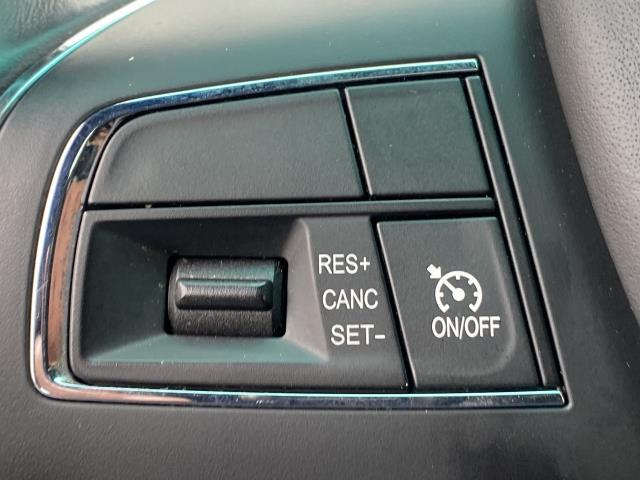 RES+
CANC
SET-
ON/OFF